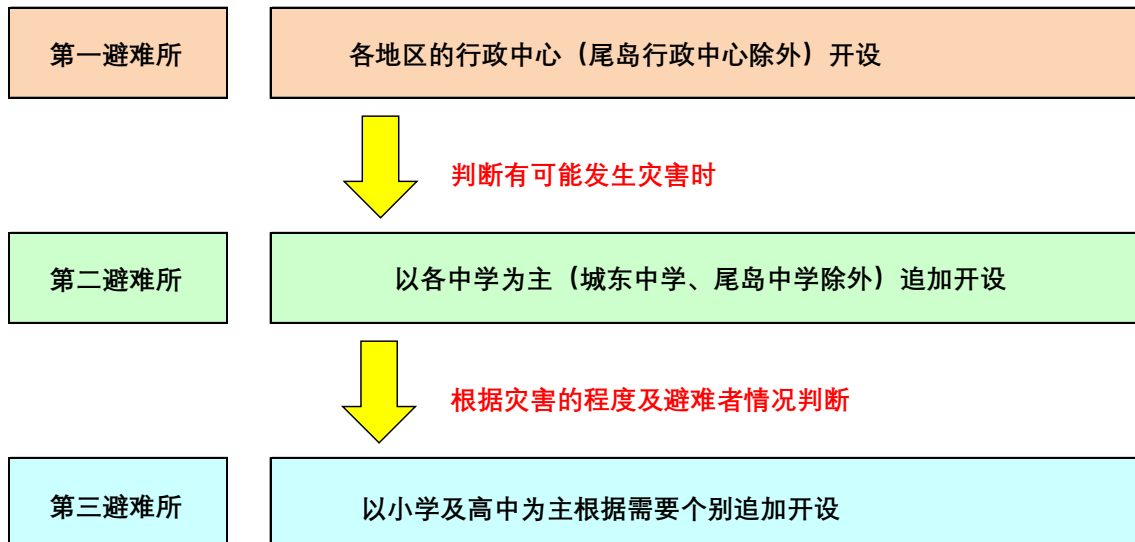 第一避难所
各地区的行政中心（尾岛行政中心除外）开设
判断有可能发生灾害时
第二避难所
以各中学为主（城东中学、尾岛中学除外）追加开设
根据灾害的程度及避难者情况判断
第三避难所
以小学及高中为主根据需要个别追加开设